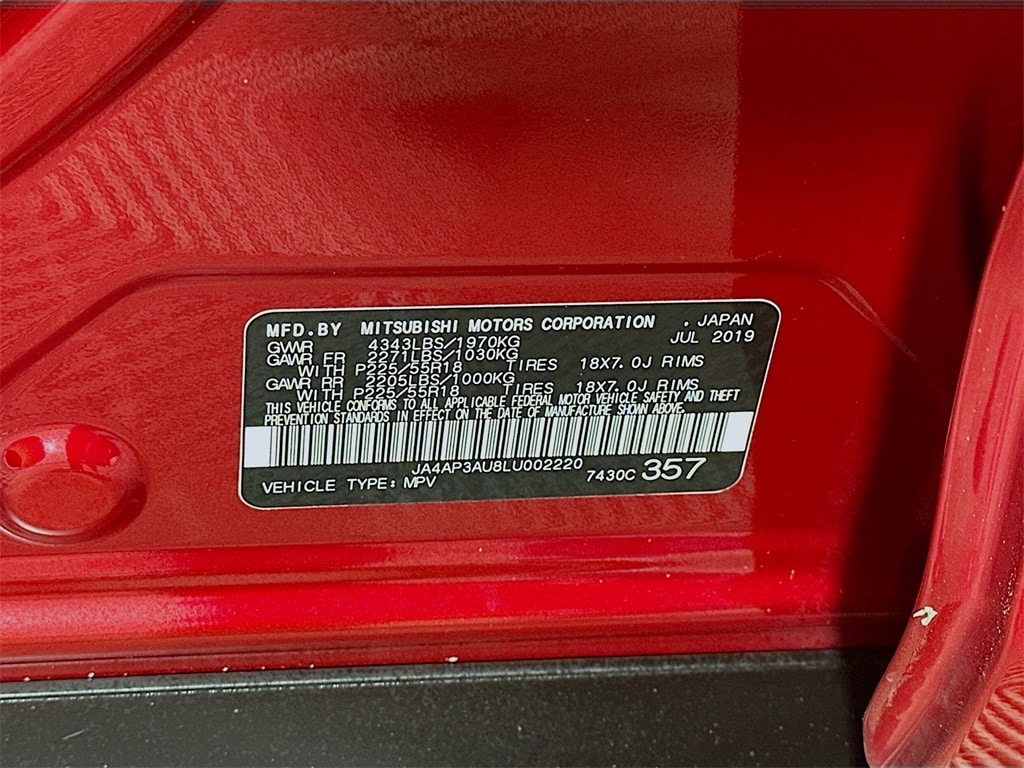 MFD.BY MITSUBISHI MOTORS CORPORATION . JAPAN
GVWR 4343LBS/1970KG JUL 2019
GAWR FR 2271LBS/1030KG
WITH P225/55R18 TIRES 18X7.0J RIMS
GAWR RR 2205LBS/1000KG
WITH P225/55R18 TIRES 18X7.0J RIMS
THIS VEHICLE CONFORMS TO ALL APPLICABLE FEDERAL MOTOR VEHICLE SAFETY AND THEFT
PREVENTION STANDARDS IN EFFECT ON THE DATE OF MANUFACTURE SHOWN ABOVE.
JA4AP3AU8LU002220
VEHICLE TYPE: MPV 7430C 357